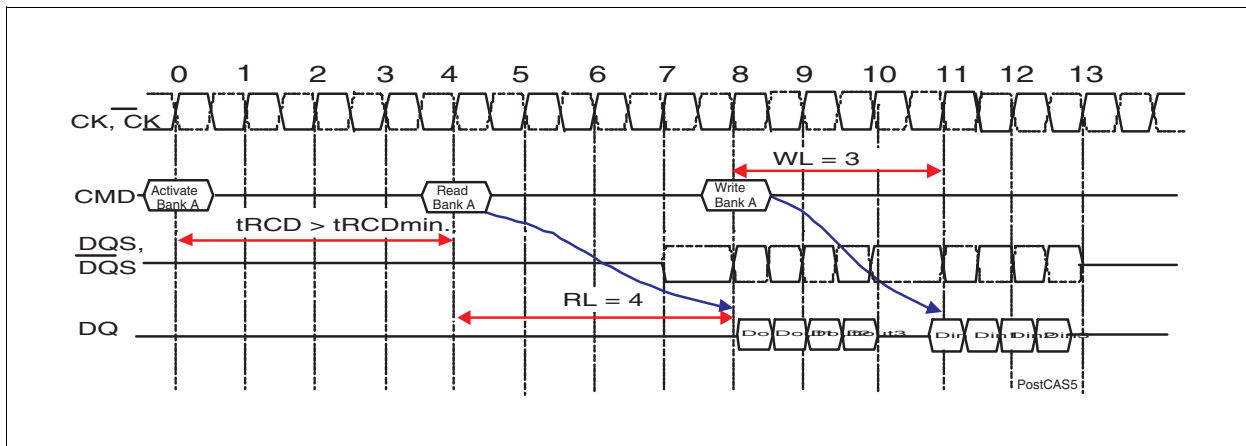 0 1 2 3 4 5 6 7 8 9 10 11 12 13
CK, CK
WL = 3
CMD
Activate Bank A
Read Bank A
Write Bank A
tRCD > tRCDmin.
DQS,
DQS
RL = 4
DQ
PostCAS5